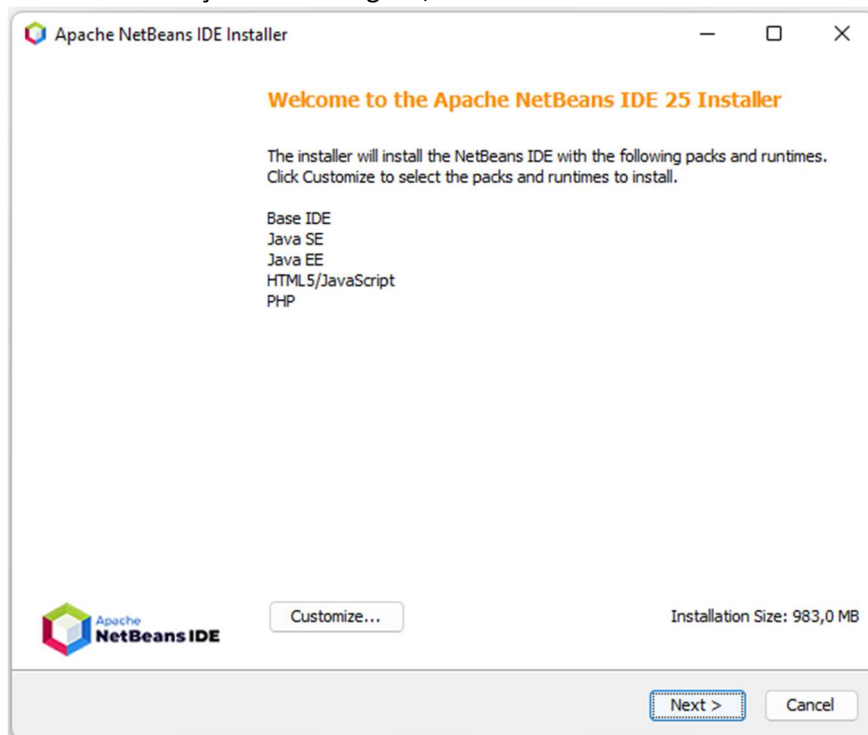 Apache NetBeans IDE Installer
Welcome to the Apache NetBeans IDE 25 Installer
The installer will install the NetBeans IDE with the following packs and runtimes.
Click Customize to select the packs and runtimes to install.
Base IDE
Java SE
Java EE
HTML5/JavaScript
PHP
Apache
NetBeans IDE
Customize...
Installation Size: 983,0 MB
Next >
Cancel